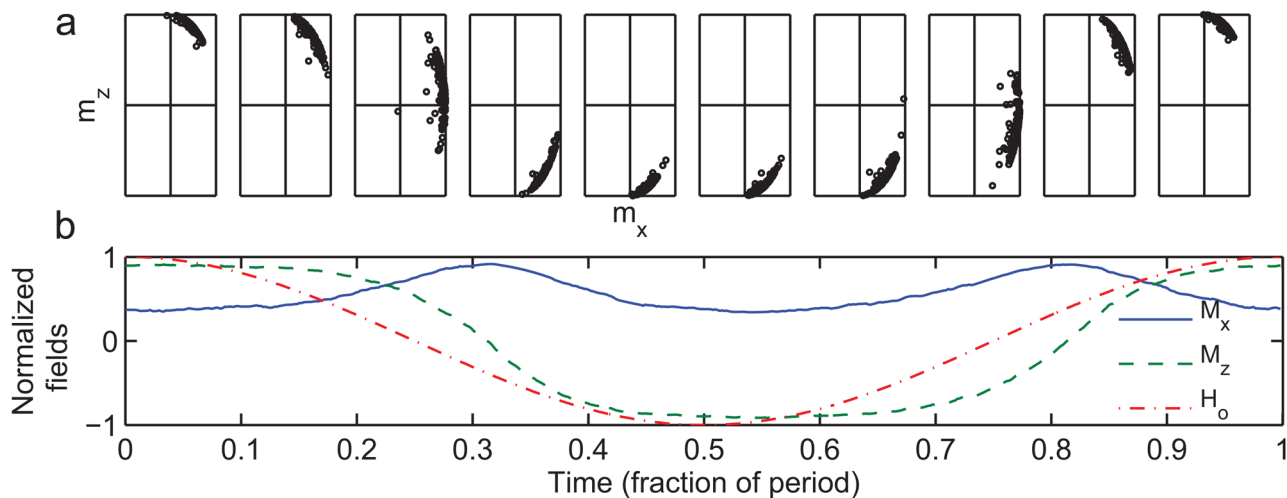 a
m_z
m_x
b
Normalized
fields
1
0
−1
M_x
M_z
H_o
0 0.1 0.2 0.3 0.4 0.5 0.6 0.7 0.8 0.9 1
Time (fraction of period)